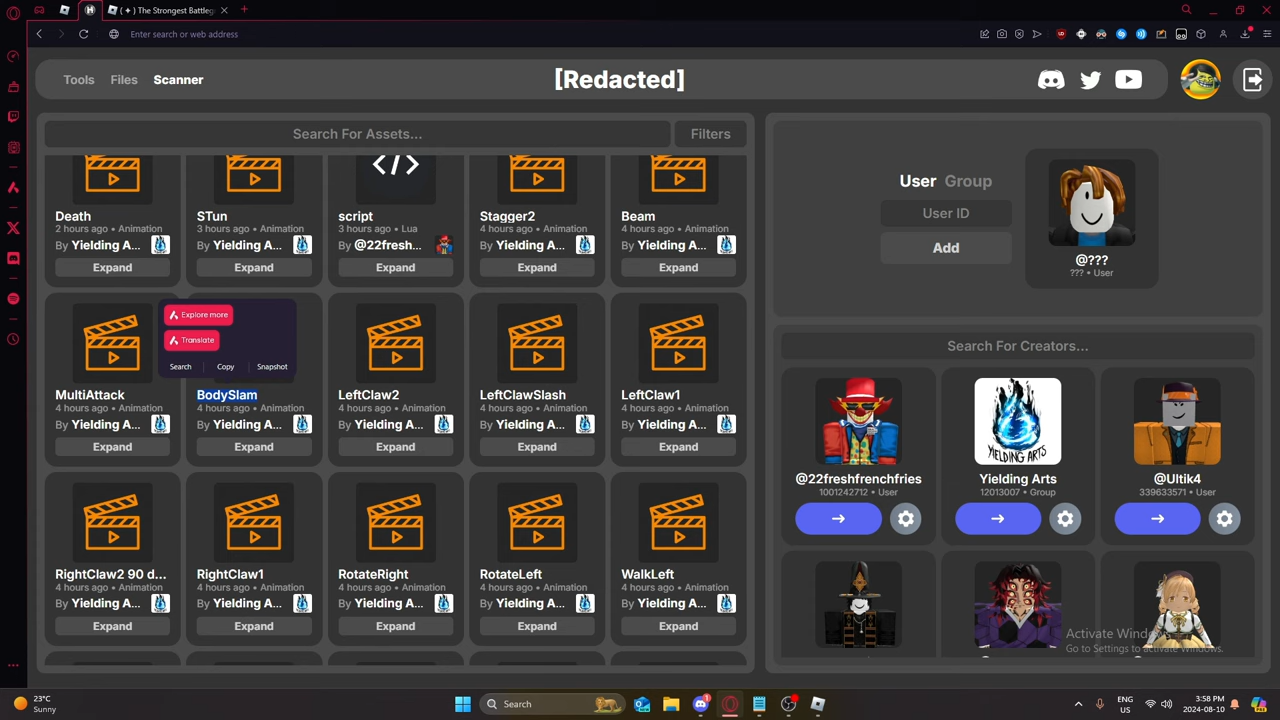 ( ✦ ) The Strongest Battlegr
Enter search or web address
Tools Files Scanner
[Redacted]
Search For Assets...
Filters
Death
2 hours ago • Animation
By Yielding A...
Expand
STun
3 hours ago • Animation
By Yielding A...
Expand
script
3 hours ago • Lua
By @22fresh...
Expand
Stagger2
4 hours ago • Animation
By Yielding A...
Expand
Beam
4 hours ago • Animation
By Yielding A...
Expand
Explore more
Translate
Search Copy Snapshot
MultiAttack
4 hours ago • Animation
By Yielding A...
Expand
BodySlam
4 hours ago • Animation
By Yielding A...
Expand
LeftClaw2
4 hours ago • Animation
By Yielding A...
Expand
LeftClawSlash
4 hours ago • Animation
By Yielding A...
Expand
LeftClaw1
4 hours ago • Animation
By Yielding A...
Expand
RightClaw2 90 d...
4 hours ago • Animation
By Yielding A...
Expand
RightClaw1
4 hours ago • Animation
By Yielding A...
Expand
RotateRight
4 hours ago • Animation
By Yielding A...
Expand
RotateLeft
4 hours ago • Animation
By Yielding A...
Expand
WalkLeft
4 hours ago • Animation
By Yielding A...
Expand
User Group
User ID
Add
@???
??? • User
Search For Creators...
@22freshfrenchfries
1001242712 • User
YIELDING ARTS
Yielding Arts
12013007 • Group
@Ultik4
339633571 • User
Activate Windows
Go to Settings to activate Windows.
23°C
Sunny
Search
1
ENG
US
3:58 PM
2024-08-10